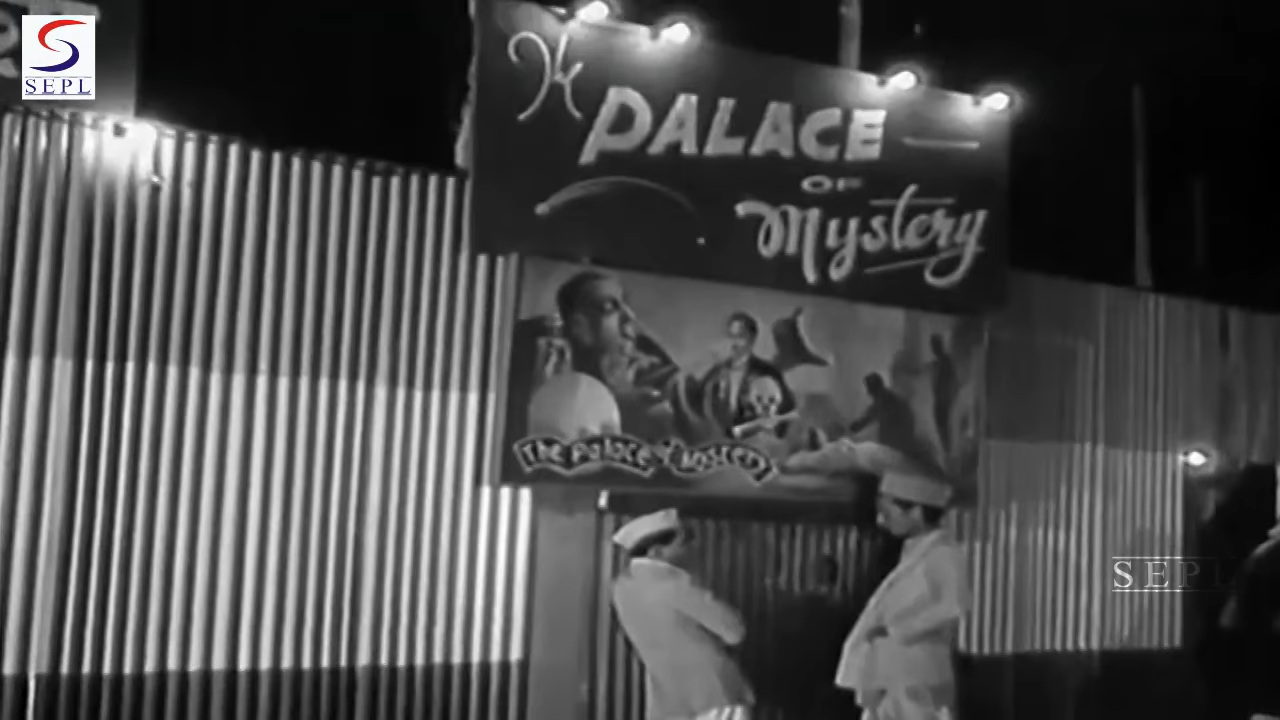 SEPL
The
PALACE
OF
Mystery
The Palace of Mystery
SEPL